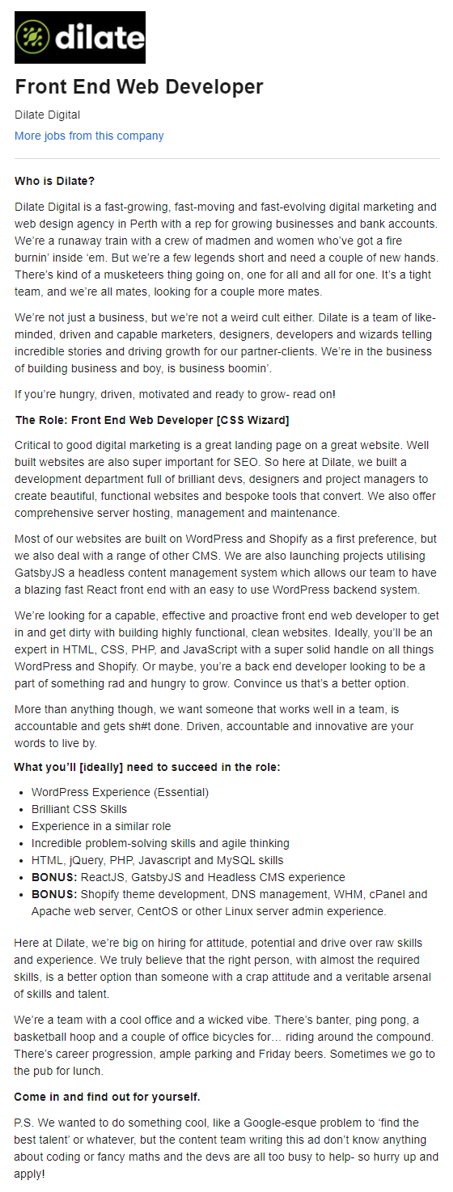 dilate
Front End Web Developer
Dilate Digital
More jobs from this company
Who is Dilate?
Dilate Digital is a fast-growing, fast-moving and fast-evolving digital marketing and
web design agency in Perth with a rep for growing businesses and bank accounts.
We're a runaway train with a crew of madmen and women who've got a fire
burnin' inside 'em. But we're a few legends short and need a couple of new hands.
There's kind of a musketeers thing going on, one for all and all for one. It's a tight
team, and we're all mates, looking for a couple more mates.
We're not just a business, but we're not a weird cult either. Dilate is a team of like-
minded, driven and capable marketers, designers, developers and wizards telling
incredible stories and driving growth for our partner-clients. We're in the business
of building business and boy, is business boomin'.
If you're hungry, driven, motivated and ready to grow- read on!
The Role: Front End Web Developer [CSS Wizard]
Critical to good digital marketing is a great landing page on a great website. Well
built websites are also super important for SEO. So here at Dilate, we built a
development department full of brilliant devs, designers and project managers to
create beautiful, functional websites and bespoke tools that convert. We also offer
comprehensive server hosting, management and maintenance.
Most of our websites are built on WordPress and Shopify as a first preference, but
we also deal with a range of other CMS. We are also launching projects utilising
GatsbyJS a headless content management system which allows our team to have
a blazing fast React front end with an easy to use WordPress backend system.
We're looking for a capable, effective and proactive front end web developer to get
in and get dirty with building highly functional, clean websites. Ideally, you'll be an
expert in HTML, CSS, PHP, and JavaScript with a super solid handle on all things
WordPress and Shopify. Or maybe, you're a back end developer looking to be a
part of something rad and hungry to grow. Convince us that's a better option.
More than anything though, we want someone that works well in a team, is
accountable and gets sh#t done. Driven, accountable and innovative are your
words to live by.
What you'll [ideally] need to succeed in the role:
• WordPress Experience (Essential)
• Brilliant CSS Skills
• Experience in a similar role
• Incredible problem-solving skills and agile thinking
• HTML, jQuery, PHP, Javascript and MySQL skills
• BONUS: ReactJS, GatsbyJS and Headless CMS experience
• BONUS: Shopify theme development, DNS management, WHM, cPanel and
Apache web server, CentOS or other Linux server admin experience.
Here at Dilate, we're big on hiring for attitude, potential and drive over raw skills
and experience. We truly believe that the right person, with almost the required
skills, is a better option than someone with a crap attitude and a veritable arsenal
of skills and talent.
We're a team with a cool office and a wicked vibe. There's banter, ping pong, a
basketball hoop and a couple of office bicycles for… riding around the compound.
There's career progression, ample parking and Friday beers. Sometimes we go to
the pub for lunch.
Come in and find out for yourself.
P.S. We wanted to do something cool, like a Google-esque problem to 'find the
best talent' or whatever, but the content team writing this ad don't know anything
about coding or fancy maths and the devs are all too busy to help- so hurry up and
apply!